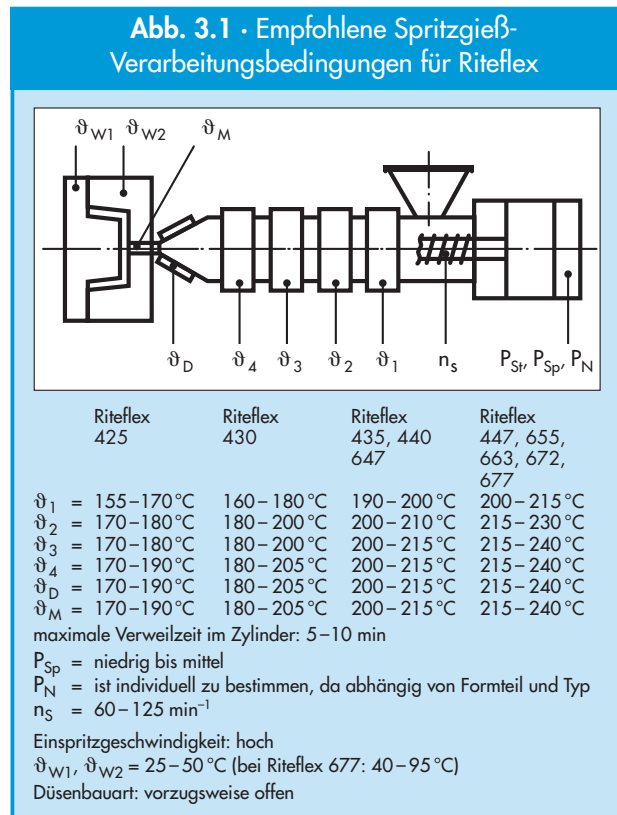 Abb. 3.1 · Empfohlene Spritzgieß-
Verarbeitungsbedingungen für Riteflex
ϑW1 ϑW2 ϑM
ϑD ϑ4 ϑ3 ϑ2 ϑ1 nS PSt, PSp, PN
Riteflex Riteflex Riteflex Riteflex
425 430 435, 440 447, 655,
647 663, 672,
677
ϑ1 = 155–170 °C 160–180 °C 190–200 °C 200–215 °C
ϑ2 = 170–180 °C 180–200 °C 200–210 °C 215–230 °C
ϑ3 = 170–180 °C 180–200 °C 200–215 °C 215–240 °C
ϑ4 = 170–190 °C 180–205 °C 200–215 °C 215–240 °C
ϑD = 170–190 °C 180–205 °C 200–215 °C 215–240 °C
ϑM = 170–190 °C 180–205 °C 200–215 °C 215–240 °C
maximale Verweilzeit im Zylinder: 5–10 min
PSp = niedrig bis mittel
PN = ist individuell zu bestimmen, da abhängig von Formteil und Typ
nS = 60–125 min⁻¹
Einspritzgeschwindigkeit: hoch
ϑW1, ϑW2 = 25–50 °C (bei Riteflex 677: 40–95 °C)
Düsenbauart: vorzugsweise offen